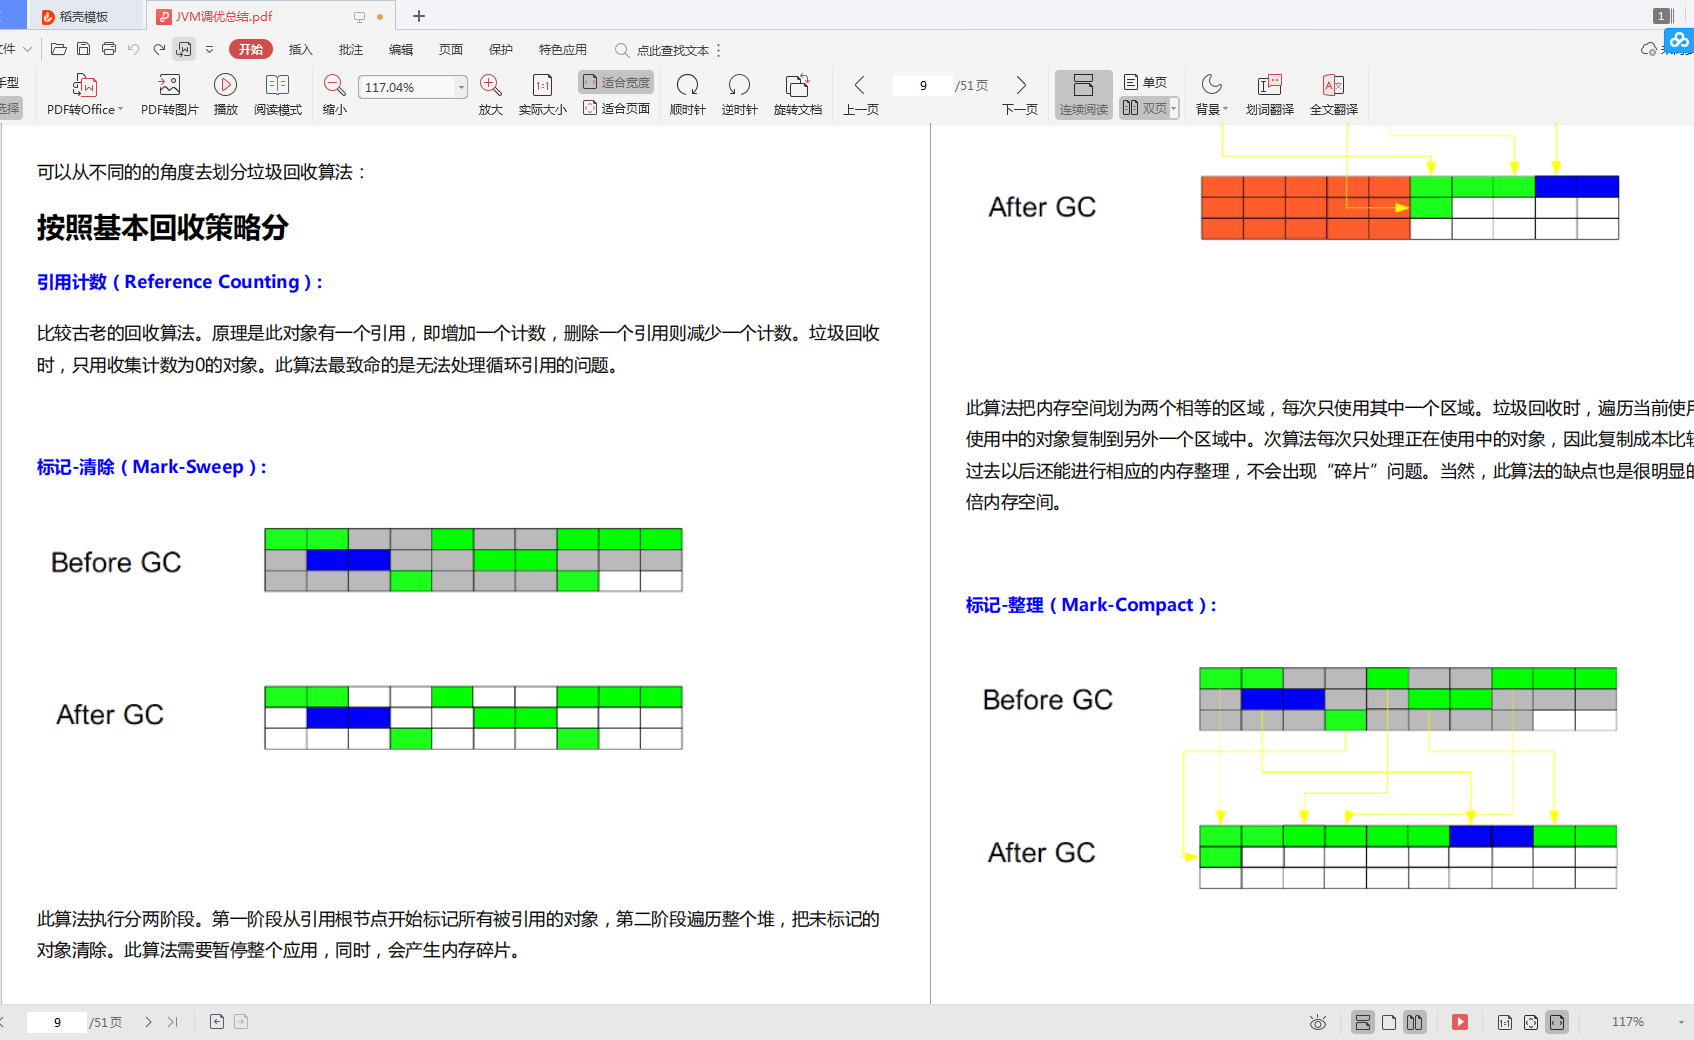 稻壳模板
JVM调优总结.pdf
1
文件
开始
插入
批注
编辑
页面
保护
特色应用
点此查找文本
手型
选择
PDF转Office
PDF转图片
播放
阅读模式
缩小
117.04%
放大
1:1
实际大小
适合宽度
适合页面
顺时针
逆时针
旋转文档
上一页
9
/51页
下一页
连续阅读
单页
双页
背景
划词翻译
全文翻译
可以从不同的的角度去划分垃圾回收算法：
按照基本回收策略分
引用计数（Reference Counting）:
比较古老的回收算法。原理是此对象有一个引用，即增加一个计数，删除一个引用则减少一个计数。垃圾回收
时，只用收集计数为0的对象。此算法最致命的是无法处理循环引用的问题。
标记-清除（Mark-Sweep）:
Before GC
After GC
此算法执行分两阶段。第一阶段从引用根节点开始标记所有被引用的对象，第二阶段遍历整个堆，把未标记的
对象清除。此算法需要暂停整个应用，同时，会产生内存碎片。
After GC
此算法把内存空间划为两个相等的区域，每次只使用其中一个区域。垃圾回收时，遍历当前使用
使用中的对象复制到另外一个区域中。次算法每次只处理正在使用中的对象，因此复制成本比较
过去以后还能进行相应的内存整理，不会出现“碎片”问题。当然，此算法的缺点也是很明显的
倍内存空间。
标记-整理（Mark-Compact）:
Before GC
After GC
9
/51页
1:1
117%